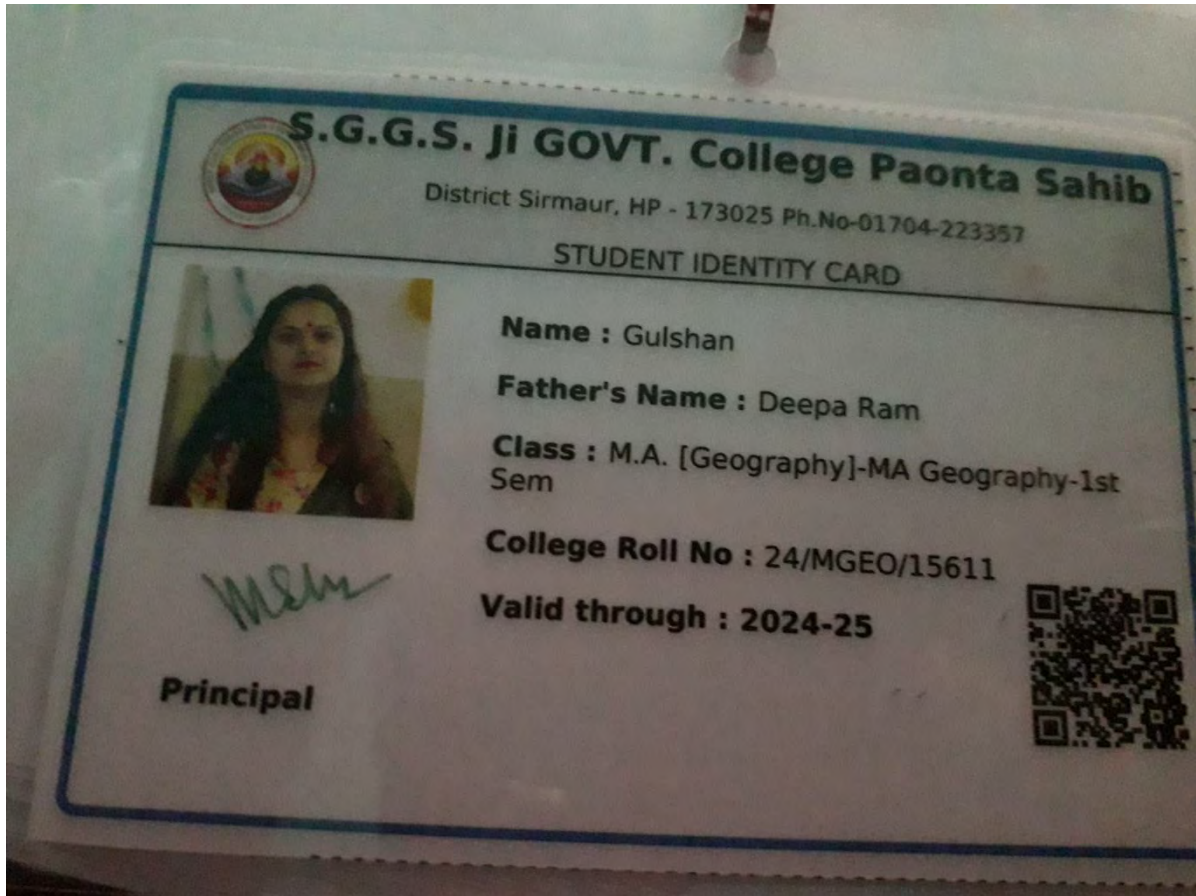 S.G.G.S. Ji GOVT. College Paonta Sahib
District Sirmaur, HP - 173025 Ph.No-01704-223357
STUDENT IDENTITY CARD
Name : Gulshan
Father's Name : Deepa Ram
Class : M.A. [Geography]-MA Geography-1st
Sem
College Roll No : 24/MGEO/15611
Valid through : 2024-25
Principal